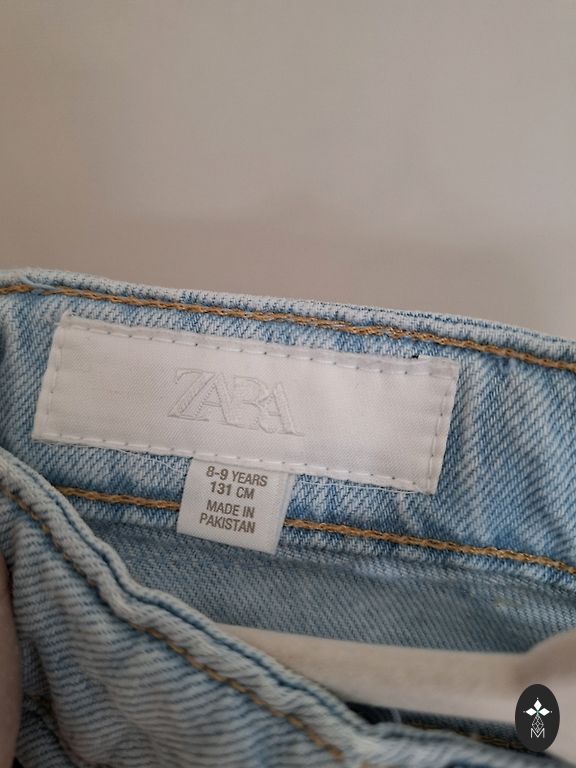 ZARA
8-9 YEARS
131 CM
MADE IN
PAKISTAN
M